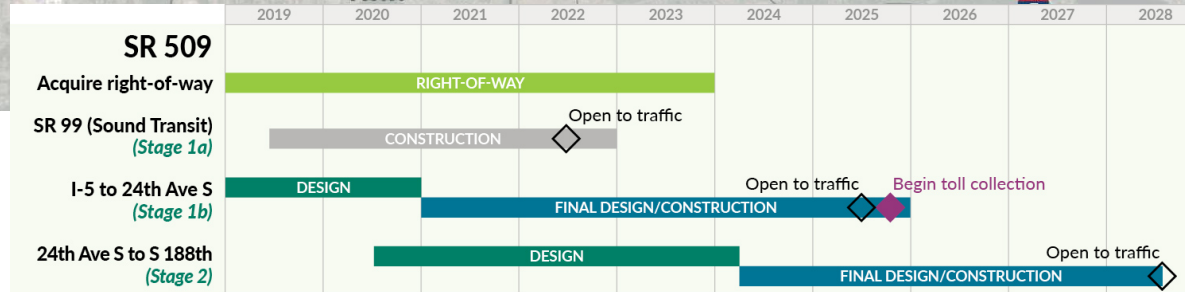 2019 2020 2021 2022 2023 2024 2025 2026 2027 2028
SR 509
Acquire right-of-way
RIGHT-OF-WAY
SR 99 (Sound Transit)
(Stage 1a)
CONSTRUCTION
Open to traffic
I-5 to 24th Ave S
(Stage 1b)
DESIGN
FINAL DESIGN/CONSTRUCTION
Open to traffic
Begin toll collection
24th Ave S to S 188th
(Stage 2)
DESIGN
FINAL DESIGN/CONSTRUCTION
Open to traffic